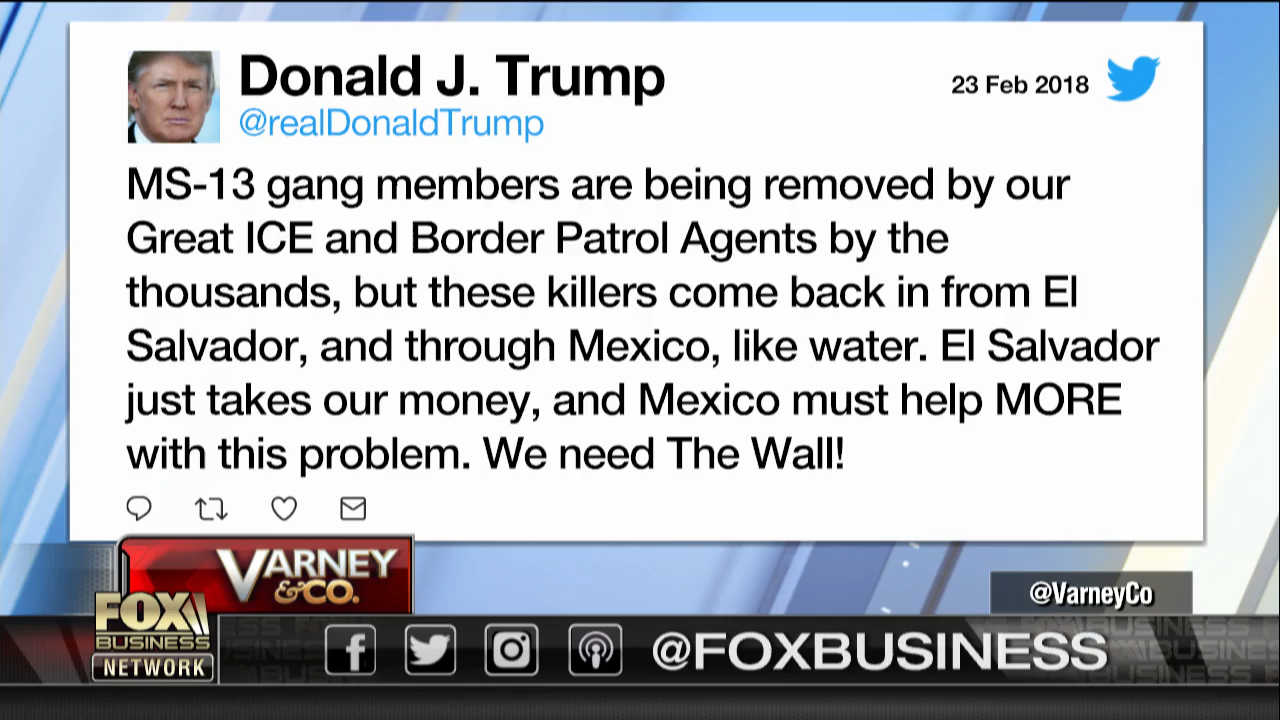 Donald J. Trump
23 Feb 2018
@realDonaldTrump
MS-13 gang members are being removed by our
Great ICE and Border Patrol Agents by the
thousands, but these killers come back in from El
Salvador, and through Mexico, like water. El Salvador
just takes our money, and Mexico must help MORE
with this problem. We need The Wall!
VARNEY
&CO.
@VarneyCo
FOX
BUSINESS
NETWORK
@FOXBUSINESS